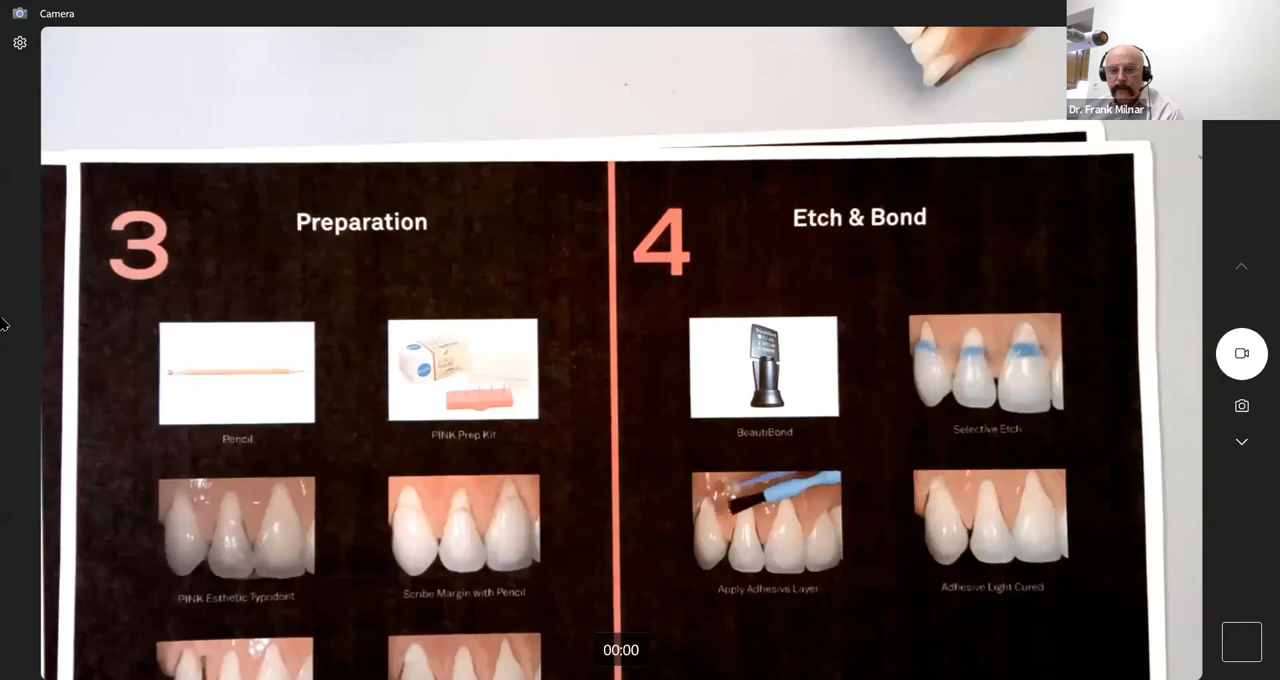 Camera
Dr. Frank Milnar
3
Preparation
4
Etch & Bond
Pencil
PINK Prep Kit
BeautiBond
Selective Etch
PINK Esthetic Typodont
Scribe Margin with Pencil
Apply Adhesive Layer
Adhesive Light Cured
00:00